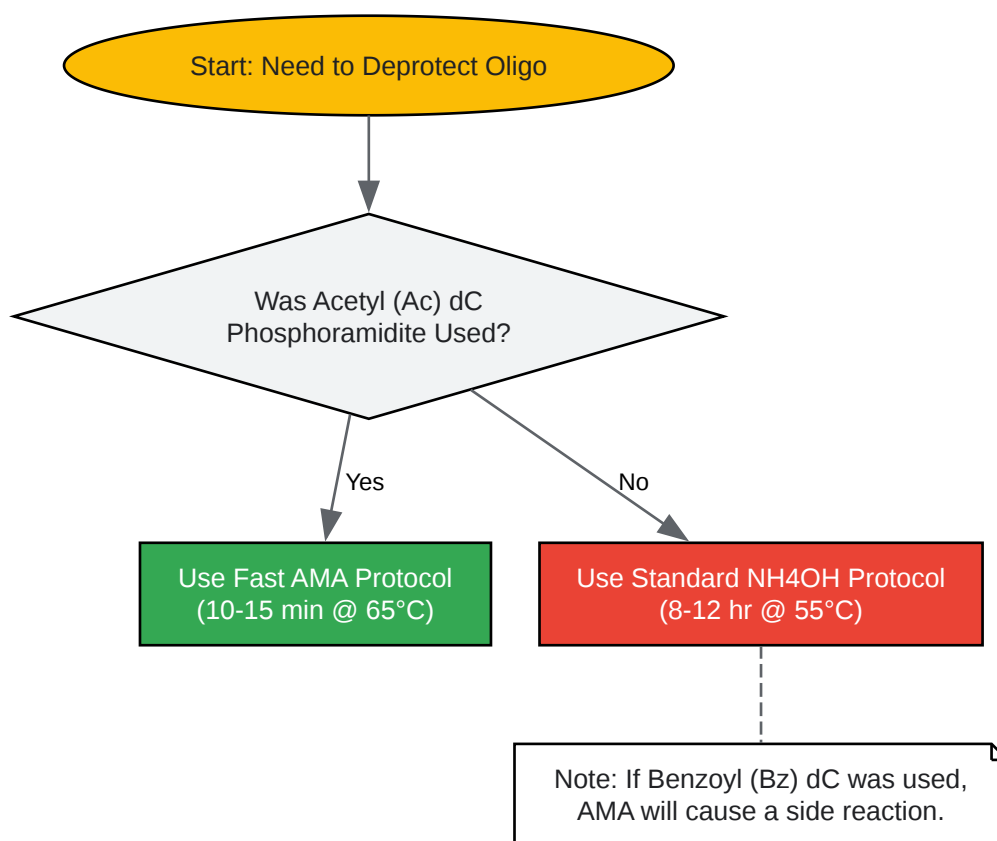 Start: Need to Deprotect Oligo
Was Acetyl (Ac) dC
Phosphoramidite Used?
Yes
No
Use Fast AMA Protocol
(10-15 min @ 65°C)
Use Standard NH4OH Protocol
(8-12 hr @ 55°C)
Note: If Benzoyl (Bz) dC was used,
AMA will cause a side reaction.